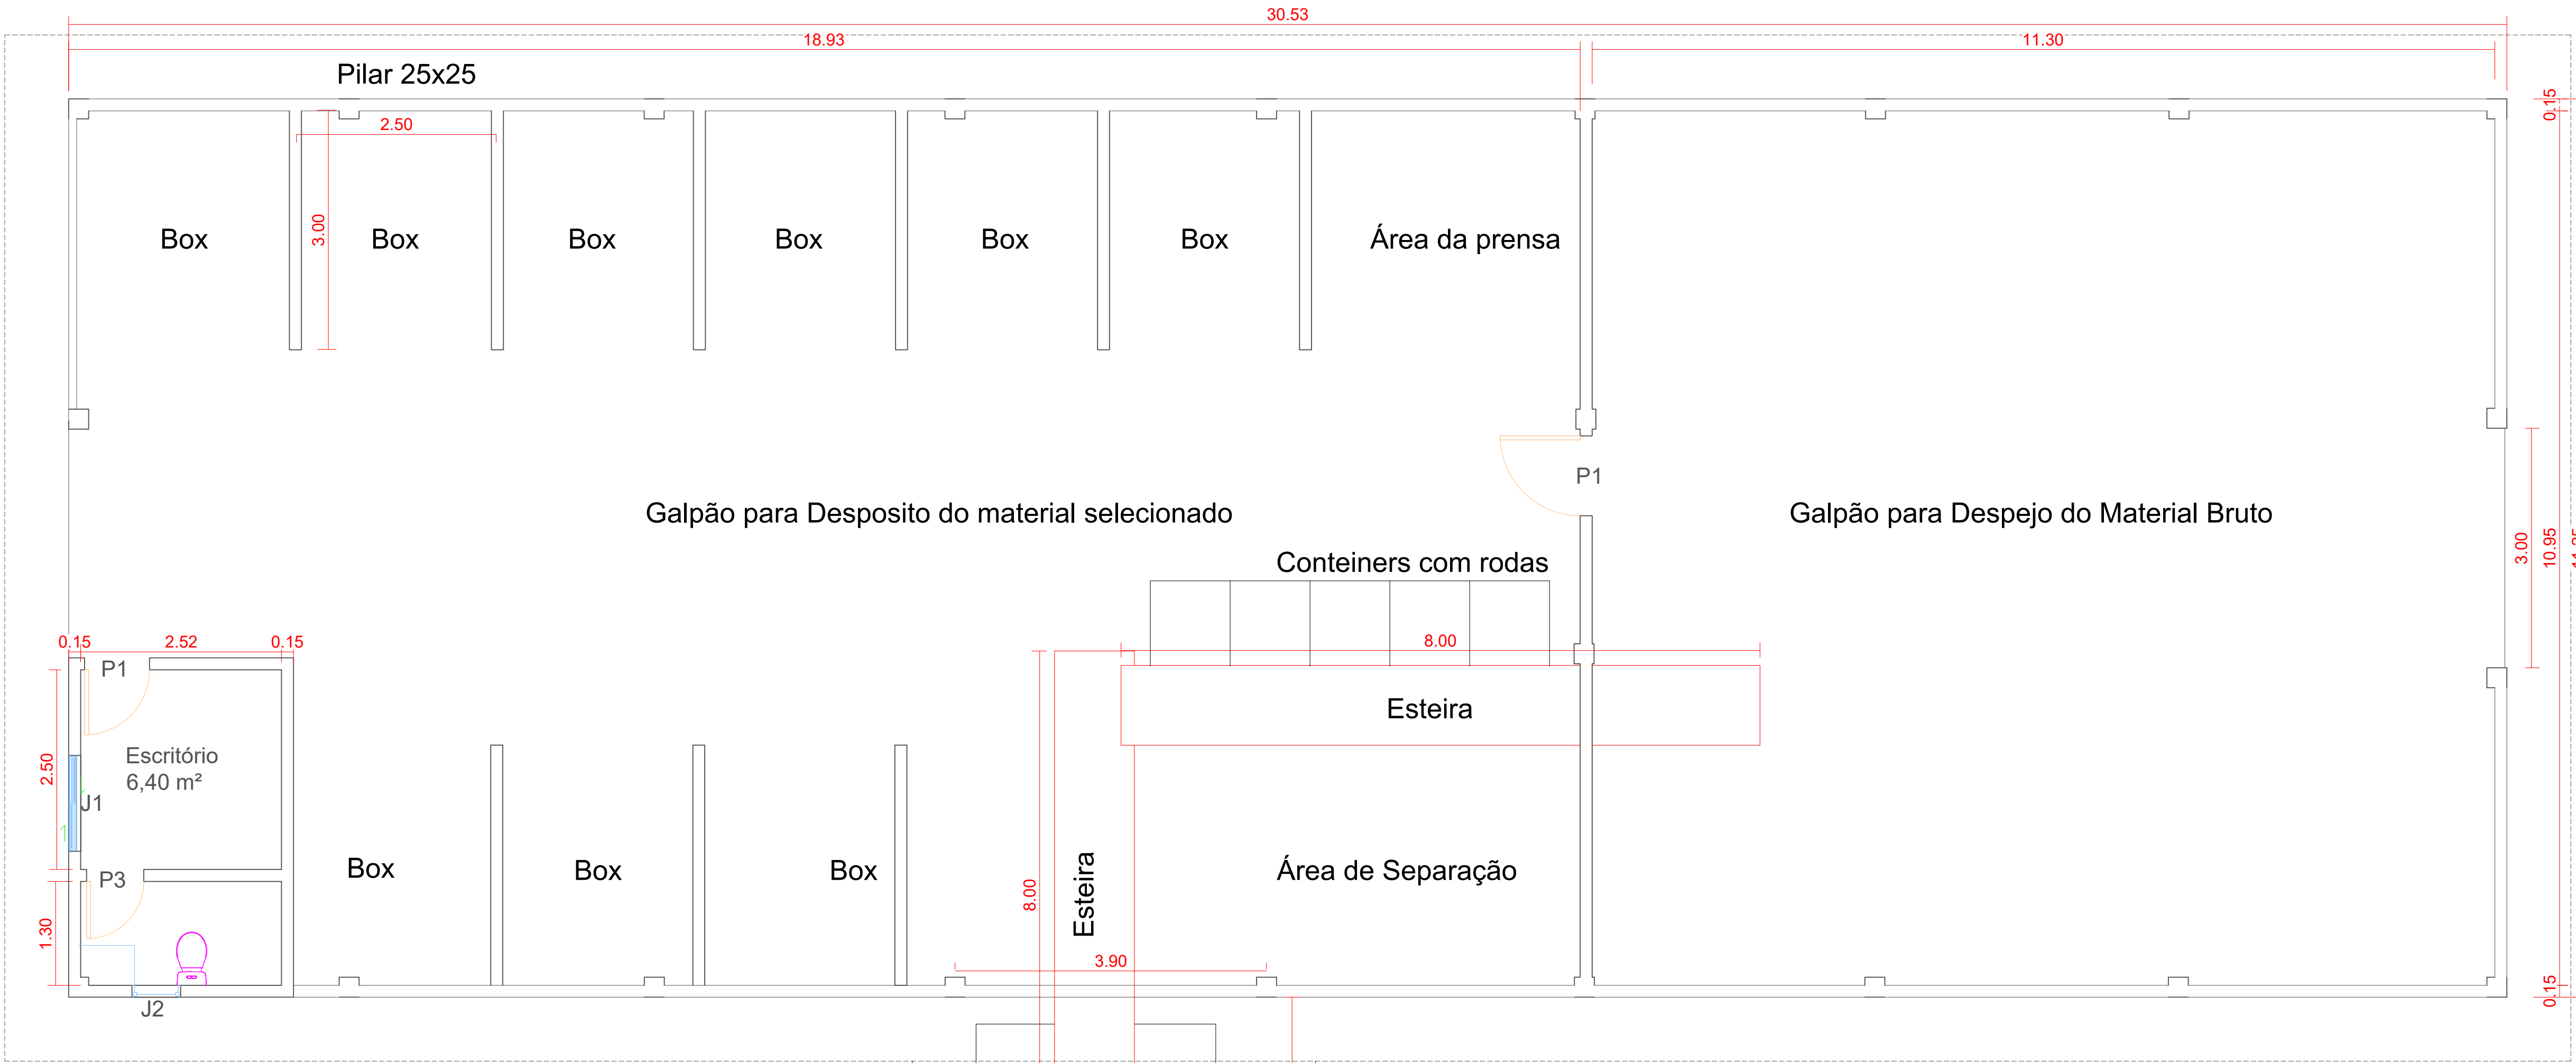 30.53
18.93
11.30
Pilar 25x25
0.15
2.50
3.00
Box
Box
Box
Box
Box
Box
Área da prensa
P1
Galpão para Desposito do material selecionado
Galpão para Despejo do Material Bruto
3.00
10.95
Conteiners com rodas
0.15
2.52
0.15
8.00
P1
Esteira
Escritório
6,40 m²
2.50
J1
1
P3
Box
Box
Box
Esteira
8.00
Área de Separação
1.30
3.90
J2
0.15